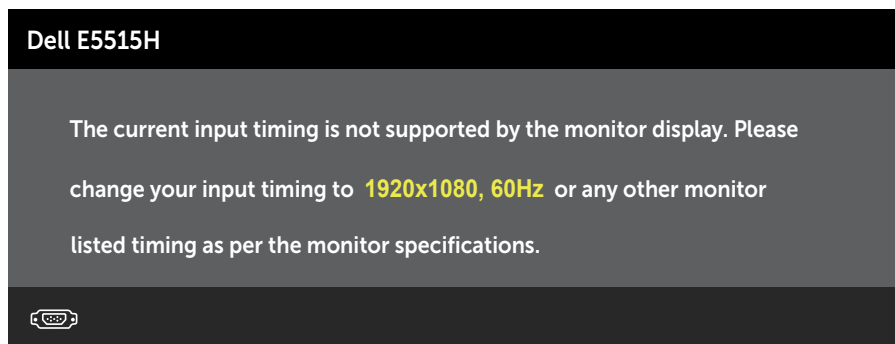 Dell E5515H
The current input timing is not supported by the monitor display. Please
change your input timing to 1920x1080, 60Hz or any other monitor
listed timing as per the monitor specifications.